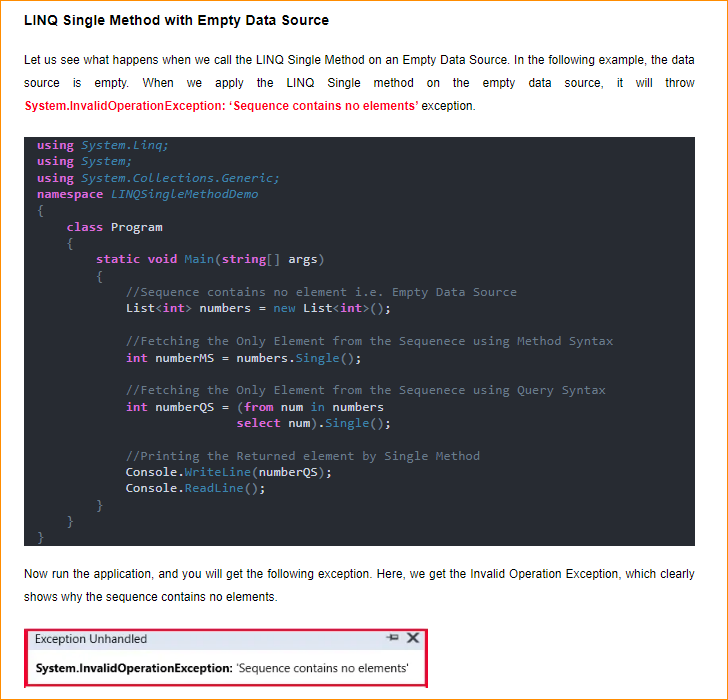 LINQ Single Method with Empty Data Source
Let us see what happens when we call the LINQ Single Method on an Empty Data Source. In the following example, the data
source is empty. When we apply the LINQ Single method on the empty data source, it will throw
System.InvalidOperationException: ‘Sequence contains no elements’ exception.
using System.Linq;
using System;
using System.Collections.Generic;
namespace LINQSingleMethodDemo
{
    class Program
    {
        static void Main(string[] args)
        {
            //Sequence contains no element i.e. Empty Data Source
            List<int> numbers = new List<int>();
            //Fetching the Only Element from the Sequenece using Method Syntax
            int numberMS = numbers.Single();
            //Fetching the Only Element from the Sequenece using Query Syntax
            int numberQS = (from num in numbers
                           select num).Single();
            //Printing the Returned element by Single Method
            Console.WriteLine(numberQS);
            Console.ReadLine();
        }
    }
}
Now run the application, and you will get the following exception. Here, we get the Invalid Operation Exception, which clearly
shows why the sequence contains no elements.
Exception Unhandled
System.InvalidOperationException: 'Sequence contains no elements'